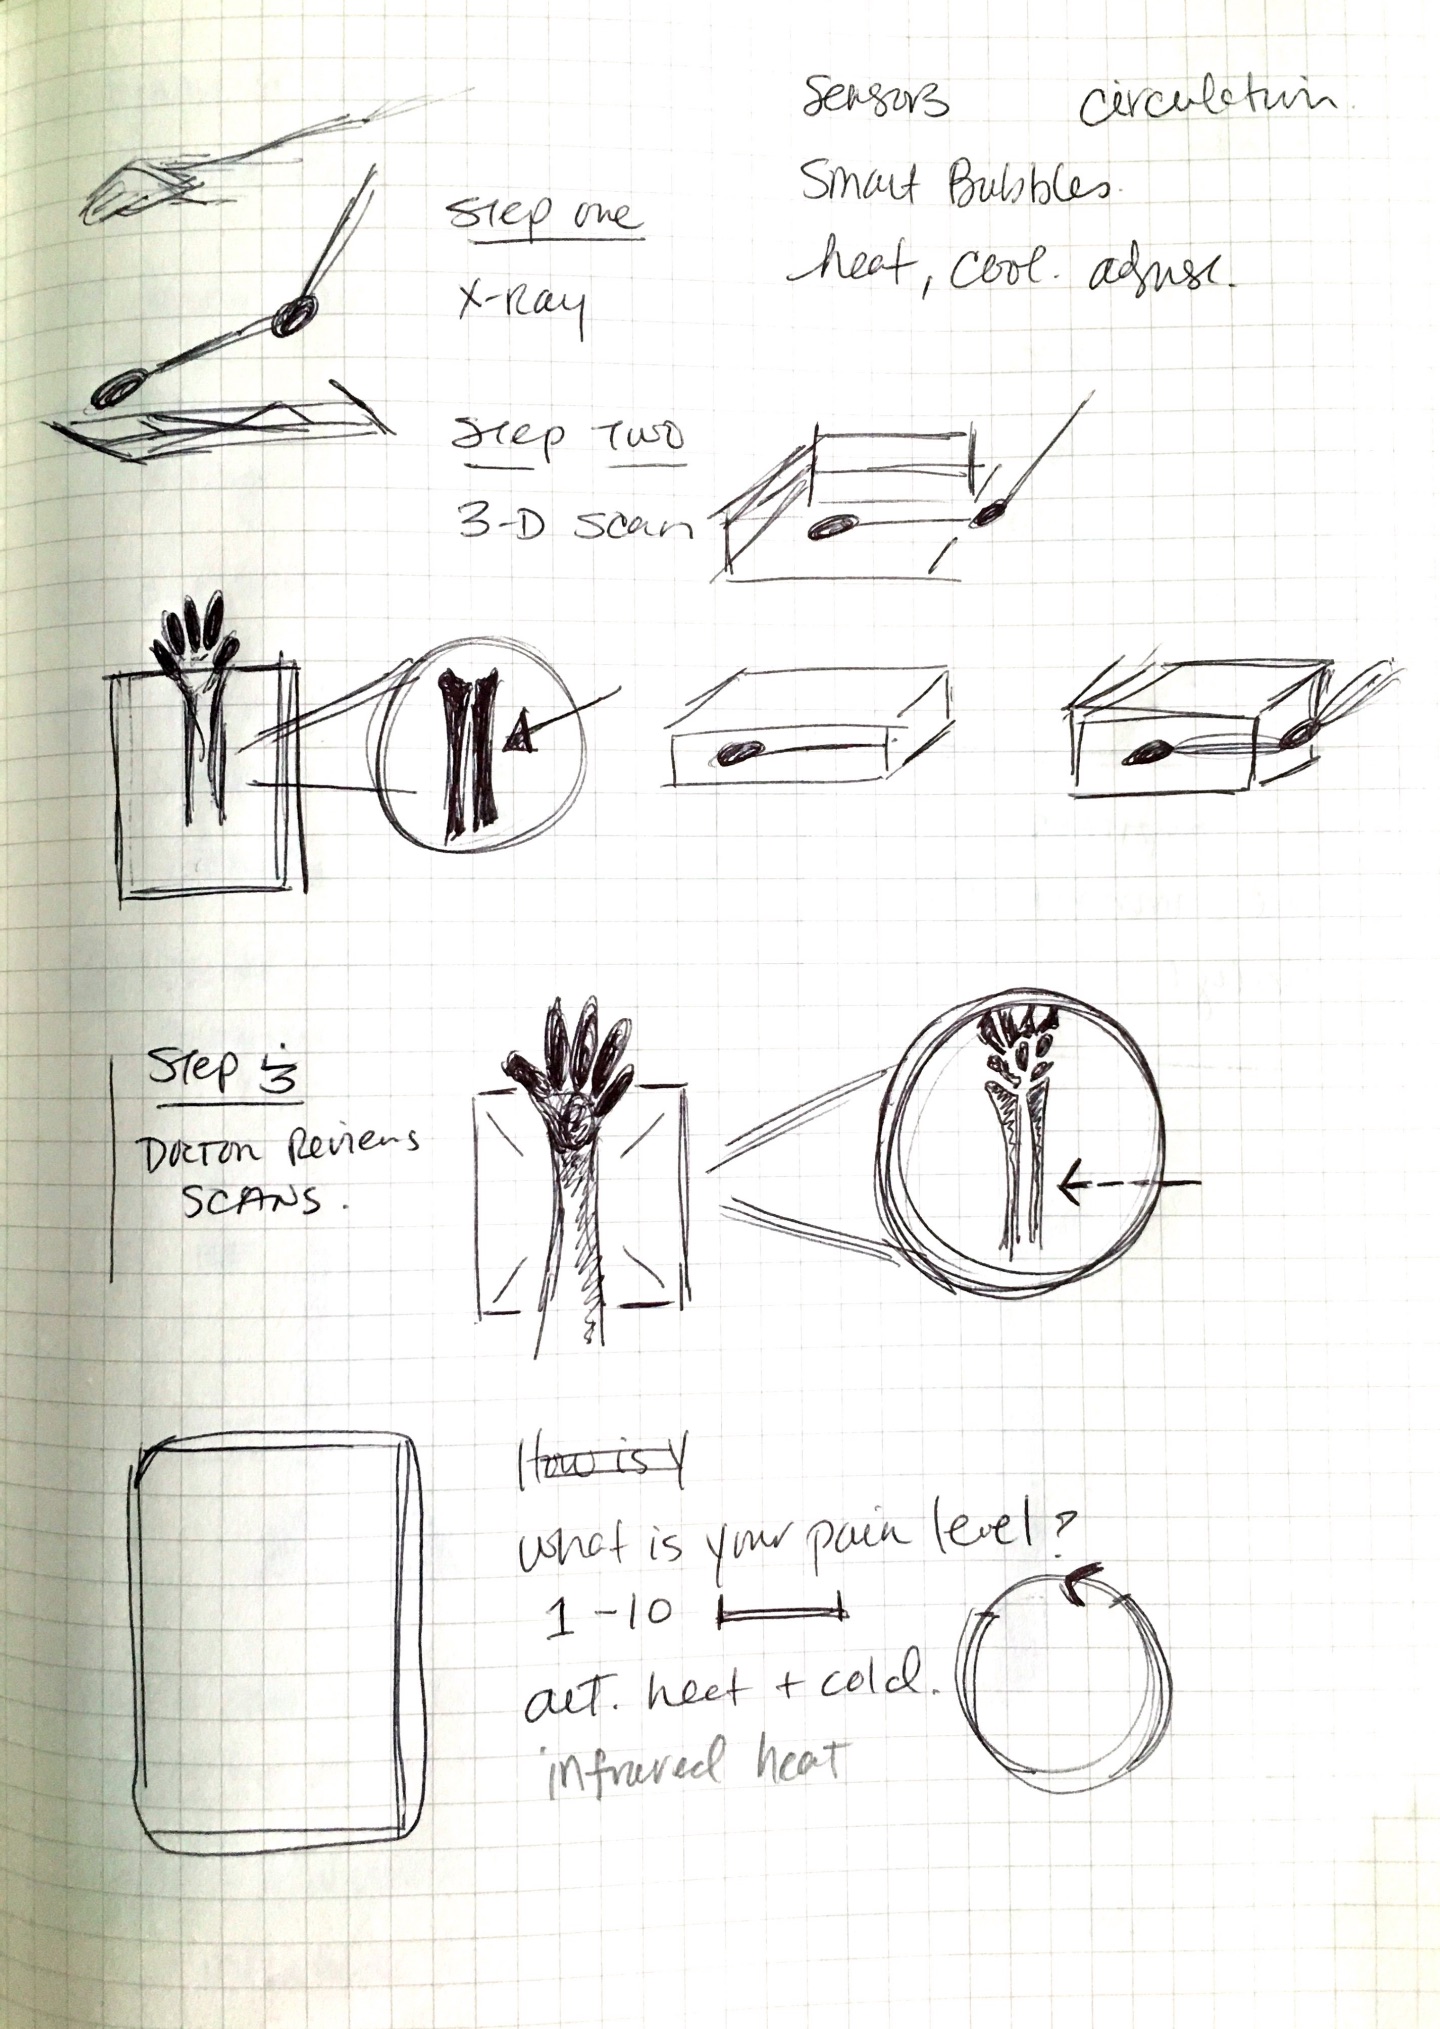 Sensors circulation.
Smart Bubbles.
heat, cool. adjust.
Step one
X-Ray
Step Two
3-D Scan
Step 3
Doctor Reviews
SCANS.
How is y
what is your pain level?
1-10
act. heat + cold.
infrared heat